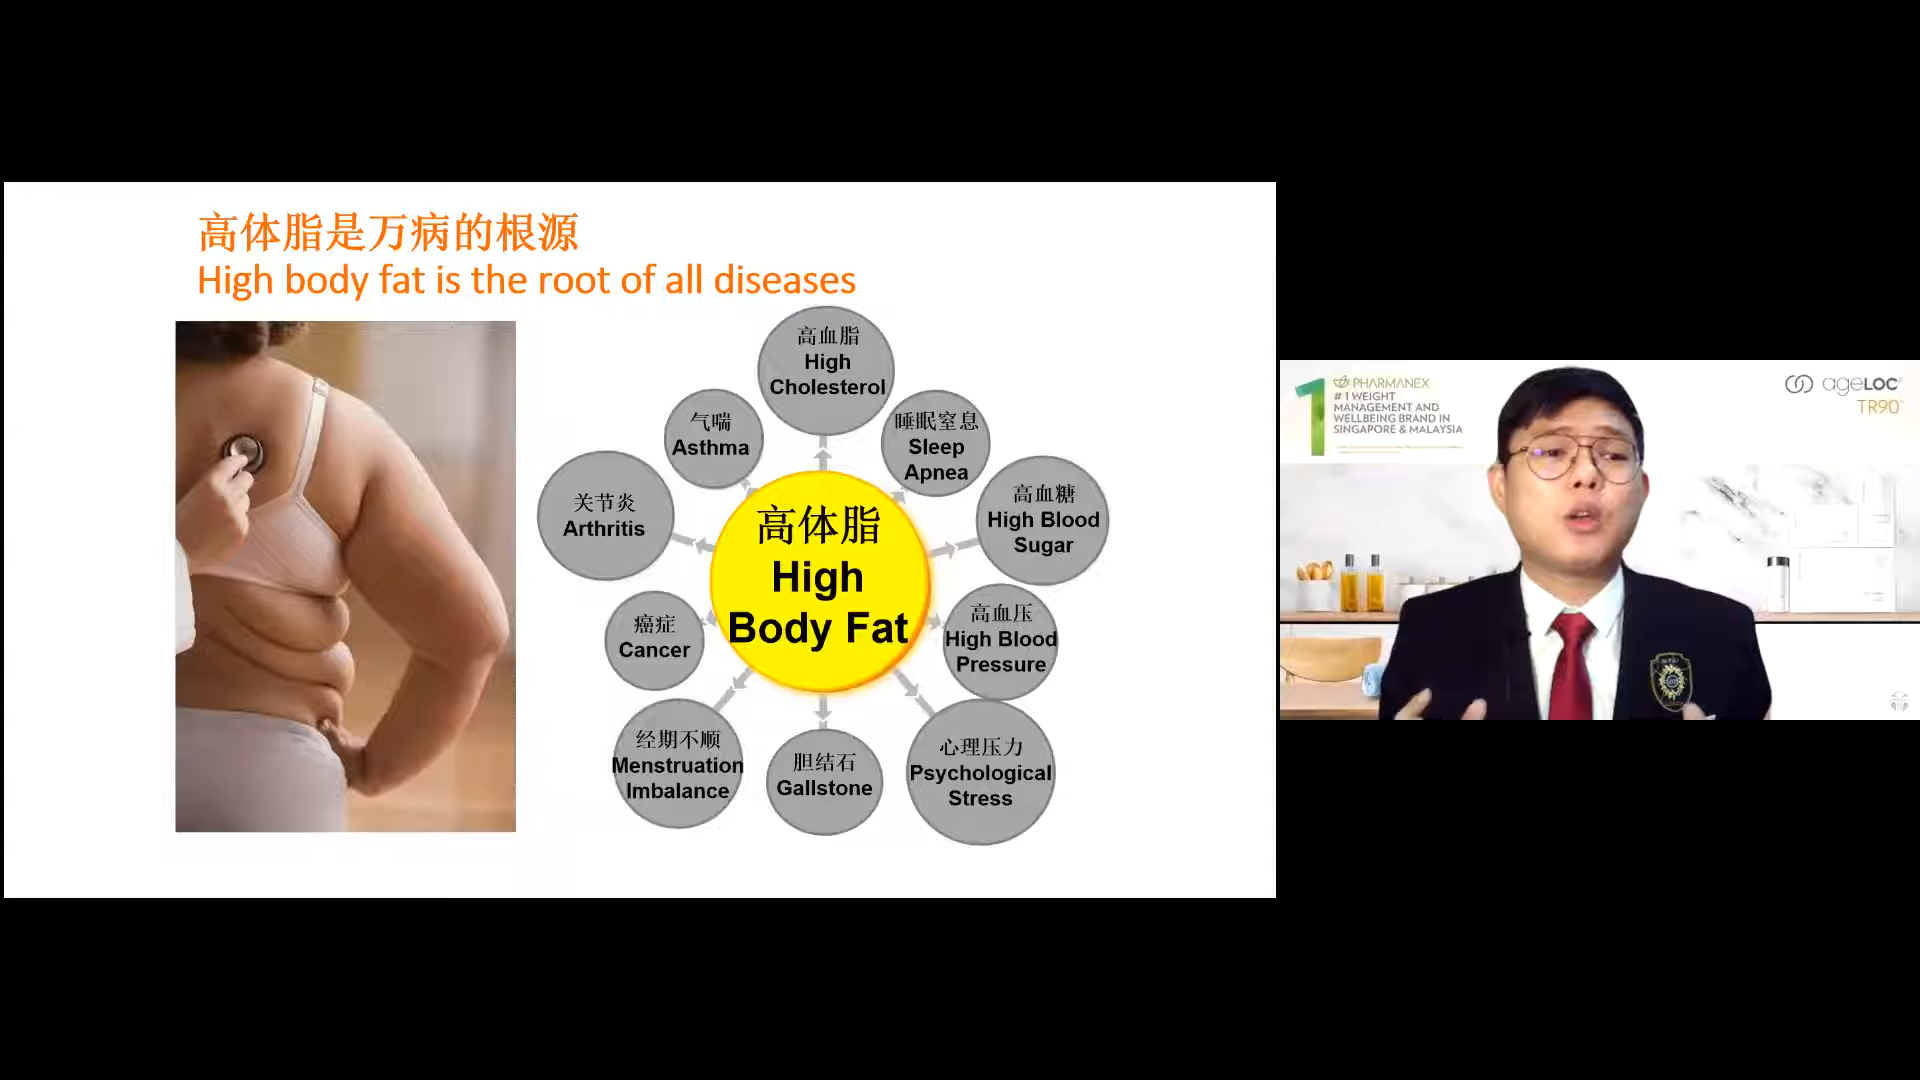 高体脂是万病的根源
High body fat is the root of all diseases
高血脂
High
Cholesterol
气喘
Asthma
睡眠窒息
Sleep
Apnea
关节炎
Arthritis
高血糖
High Blood
Sugar
高体脂
High
Body Fat
癌症
Cancer
高血压
High Blood
Pressure
经期不顺
Menstruation
Imbalance
胆结石
Gallstone
心理压力
Psychological
Stress
1
PHARMANEX
#1 WEIGHT
MANAGEMENT AND
WELLBEING BRAND IN
SINGAPORE & MALAYSIA
ageLOC
TR90